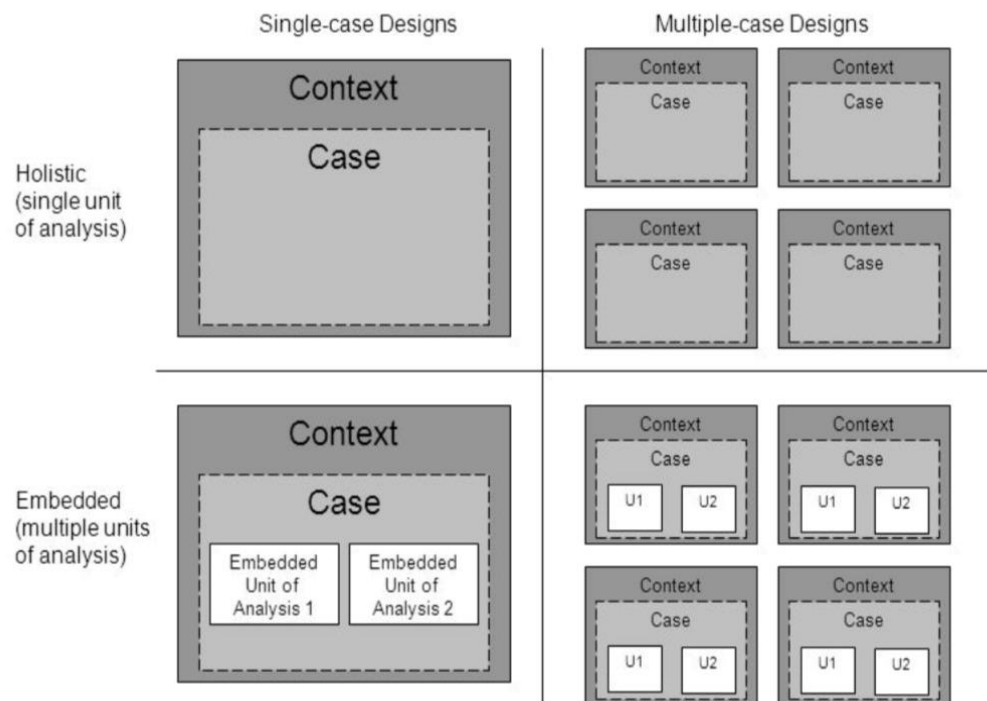 Single-case Designs
Multiple-case Designs
Holistic
(single unit
of analysis)
Context
Case
Context
Case
Context
Case
Context
Case
Context
Case
Embedded
(multiple units
of analysis)
Context
Case
Embedded
Unit of
Analysis 1
Embedded
Unit of
Analysis 2
Context
Case
U1
U2
Context
Case
U1
U2
Context
Case
U1
U2
Context
Case
U1
U2